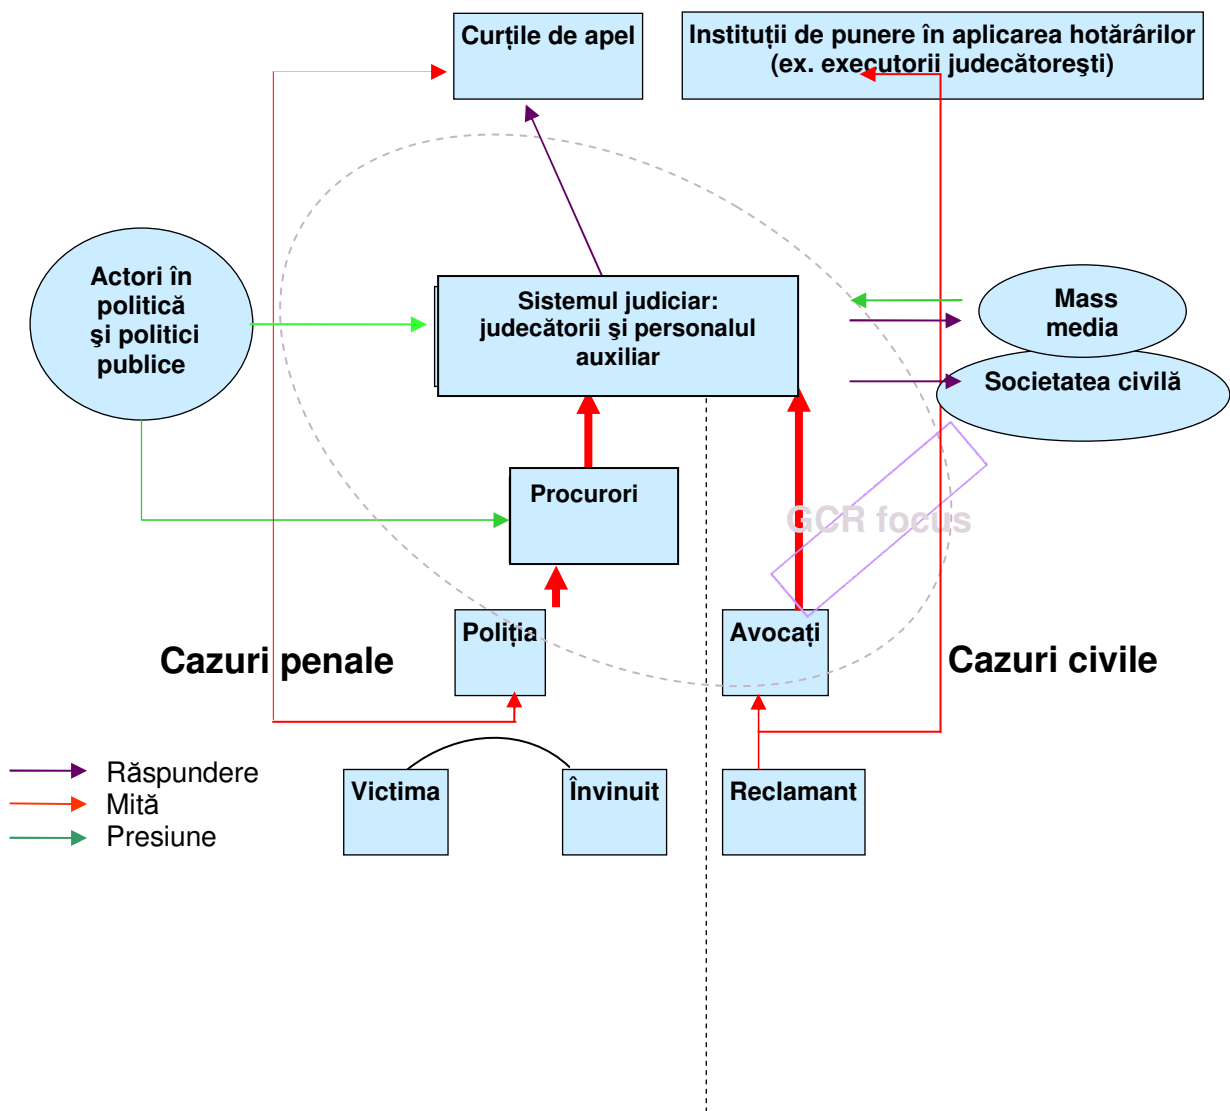 Curțile de apel
Instituții de punere în aplicarea hotărârilor
(ex. executorii judecătoreşti)
Actori în
politică
şi politici
publice
Sistemul judiciar:
judecătorii şi personalul
auxiliar
Mass
media
Societatea civilă
Procurori
GCR focus
Poliția
Avocați
Cazuri penale
Cazuri civile
Răspundere
Mită
Presiune
Victima
Învinuit
Reclamant